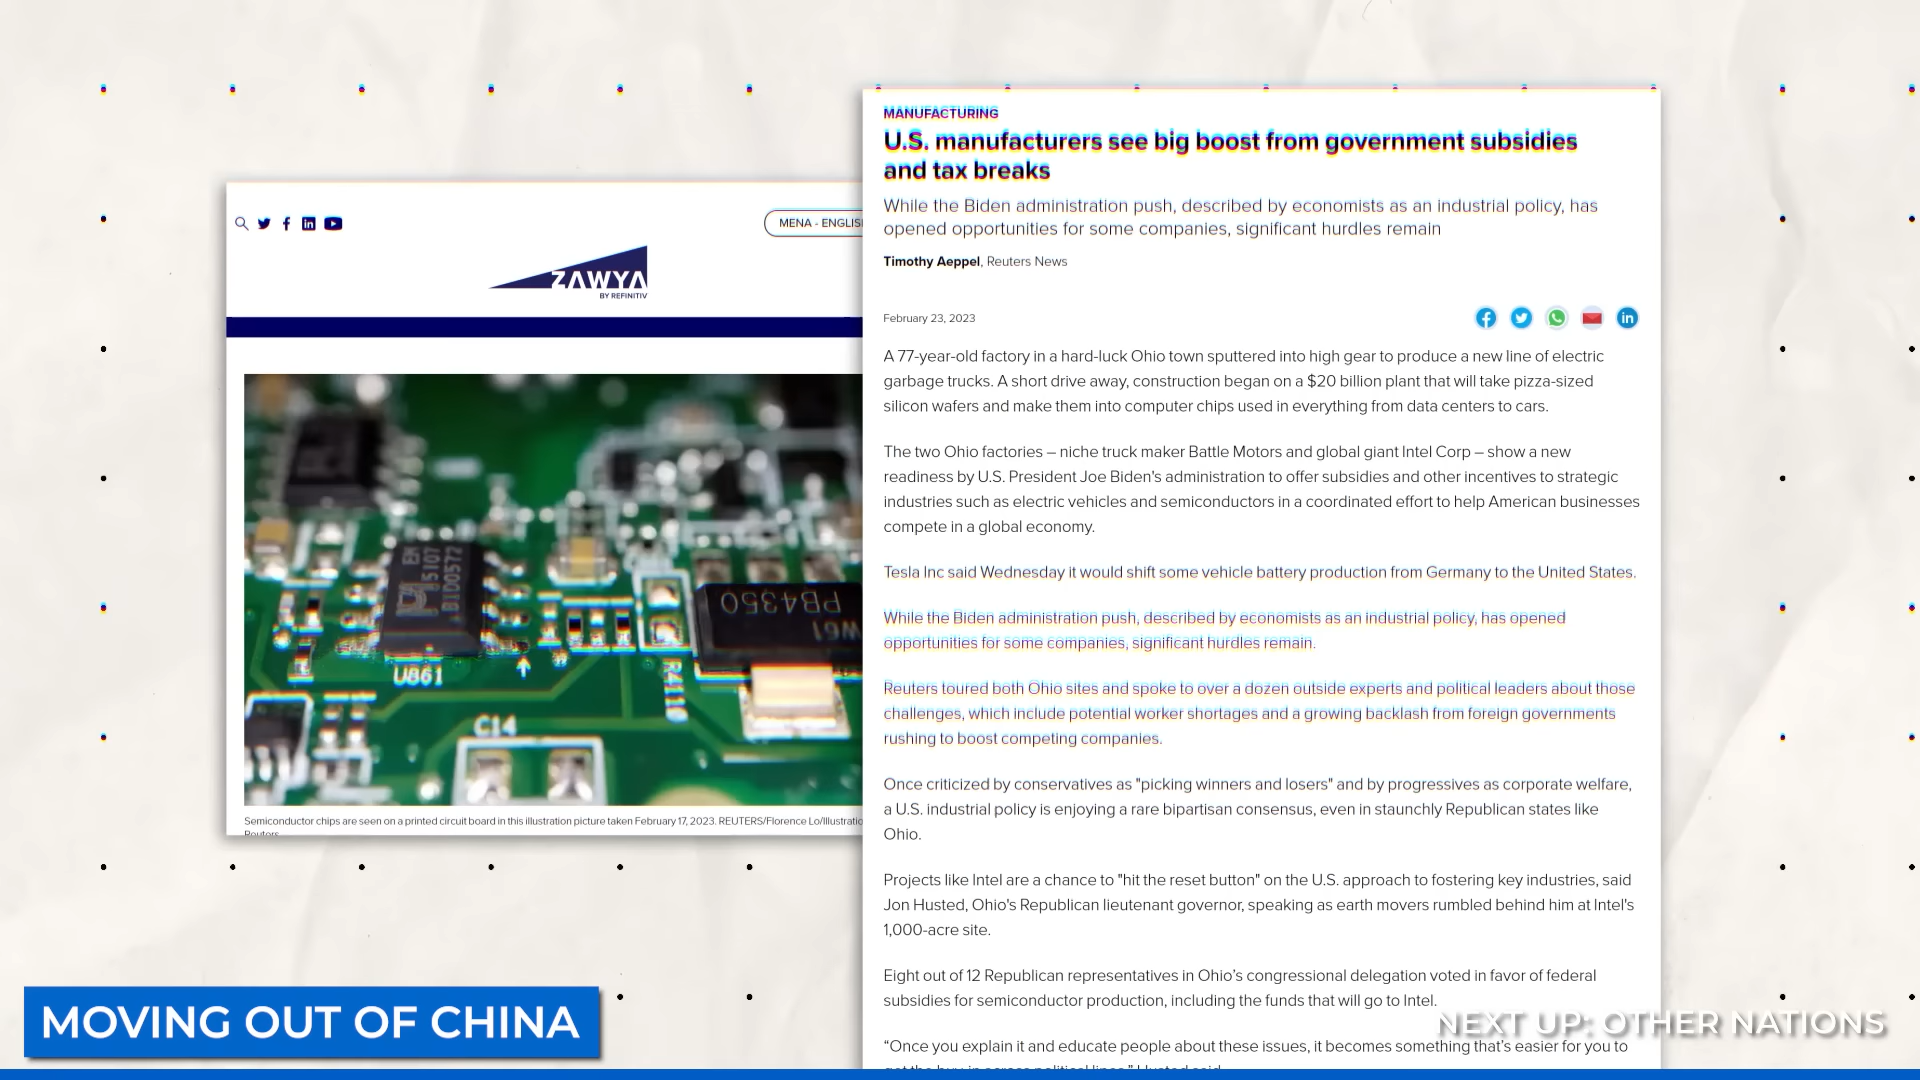 MENA - ENGLIS
ZAWYA
BY REFINITIV
U861
C14
R4110
PB4350
Semiconductor chips are seen on a printed circuit board in this illustration picture taken February 17, 2023. REUTERS/Florence Lo/Illustratio
Reuters
MANUFACTURING
U.S. manufacturers see big boost from government subsidies
and tax breaks
While the Biden administration push, described by economists as an industrial policy, has
opened opportunities for some companies, significant hurdles remain
Timothy Aeppel, Reuters News
February 23, 2023
A 77-year-old factory in a hard-luck Ohio town sputtered into high gear to produce a new line of electric
garbage trucks. A short drive away, construction began on a $20 billion plant that will take pizza-sized
silicon wafers and make them into computer chips used in everything from data centers to cars.
The two Ohio factories – niche truck maker Battle Motors and global giant Intel Corp – show a new
readiness by U.S. President Joe Biden's administration to offer subsidies and other incentives to strategic
industries such as electric vehicles and semiconductors in a coordinated effort to help American businesses
compete in a global economy.
Tesla Inc said Wednesday it would shift some vehicle battery production from Germany to the United States.
While the Biden administration push, described by economists as an industrial policy, has opened
opportunities for some companies, significant hurdles remain.
Reuters toured both Ohio sites and spoke to over a dozen outside experts and political leaders about those
challenges, which include potential worker shortages and a growing backlash from foreign governments
rushing to boost competing companies.
Once criticized by conservatives as "picking winners and losers" and by progressives as corporate welfare,
a U.S. industrial policy is enjoying a rare bipartisan consensus, even in staunchly Republican states like
Ohio.
Projects like Intel are a chance to "hit the reset button" on the U.S. approach to fostering key industries, said
Jon Husted, Ohio's Republican lieutenant governor, speaking as earth movers rumbled behind him at Intel's
1,000-acre site.
Eight out of 12 Republican representatives in Ohio’s congressional delegation voted in favor of federal
subsidies for semiconductor production, including the funds that will go to Intel.
“Once you explain it and educate people about these issues, it becomes something that’s easier for you to
get the buy-in across political lines,” Husted said.
MOVING OUT OF CHINA
NEXT UP: OTHER NATIONS